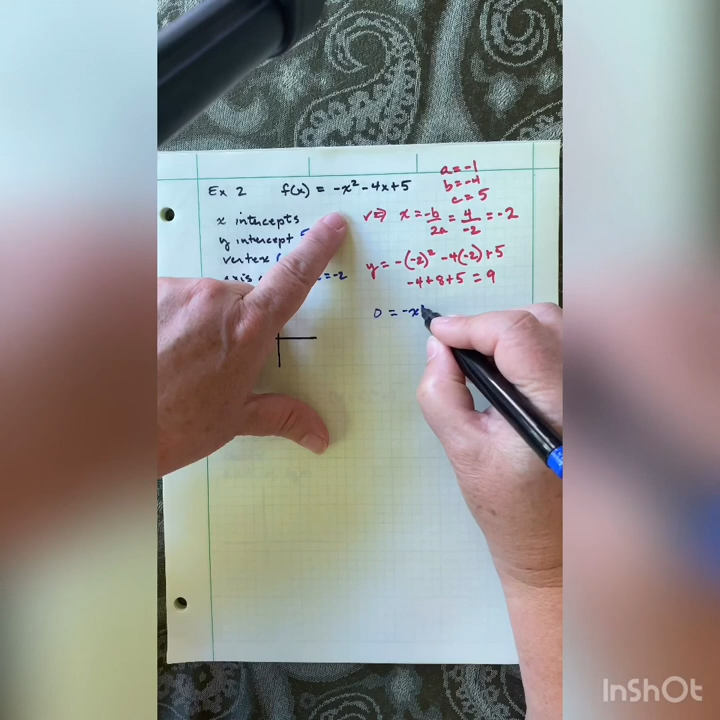 Ex 2 f(x) = -x² - 4x + 5
a = -1
b = -4
c = 5
x intercepts
y intercept
vertex (
= -2
V ⇒ x = -b/2a = 4/-2 = -2
y = -(-2)² - 4(-2) + 5
-4 + 8 + 5 = 9
0 = -x
InShOt